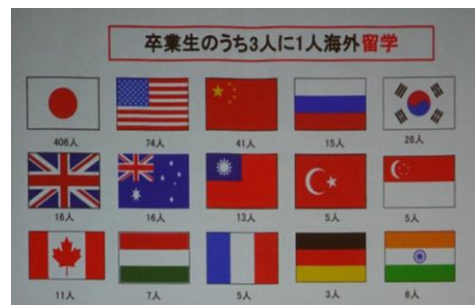 卒業生のうち3人に1人海外留学
406人 74人 41人 15人 26人
16人 16人 13人 5人 5人
11人 7人 5人 3人 6人